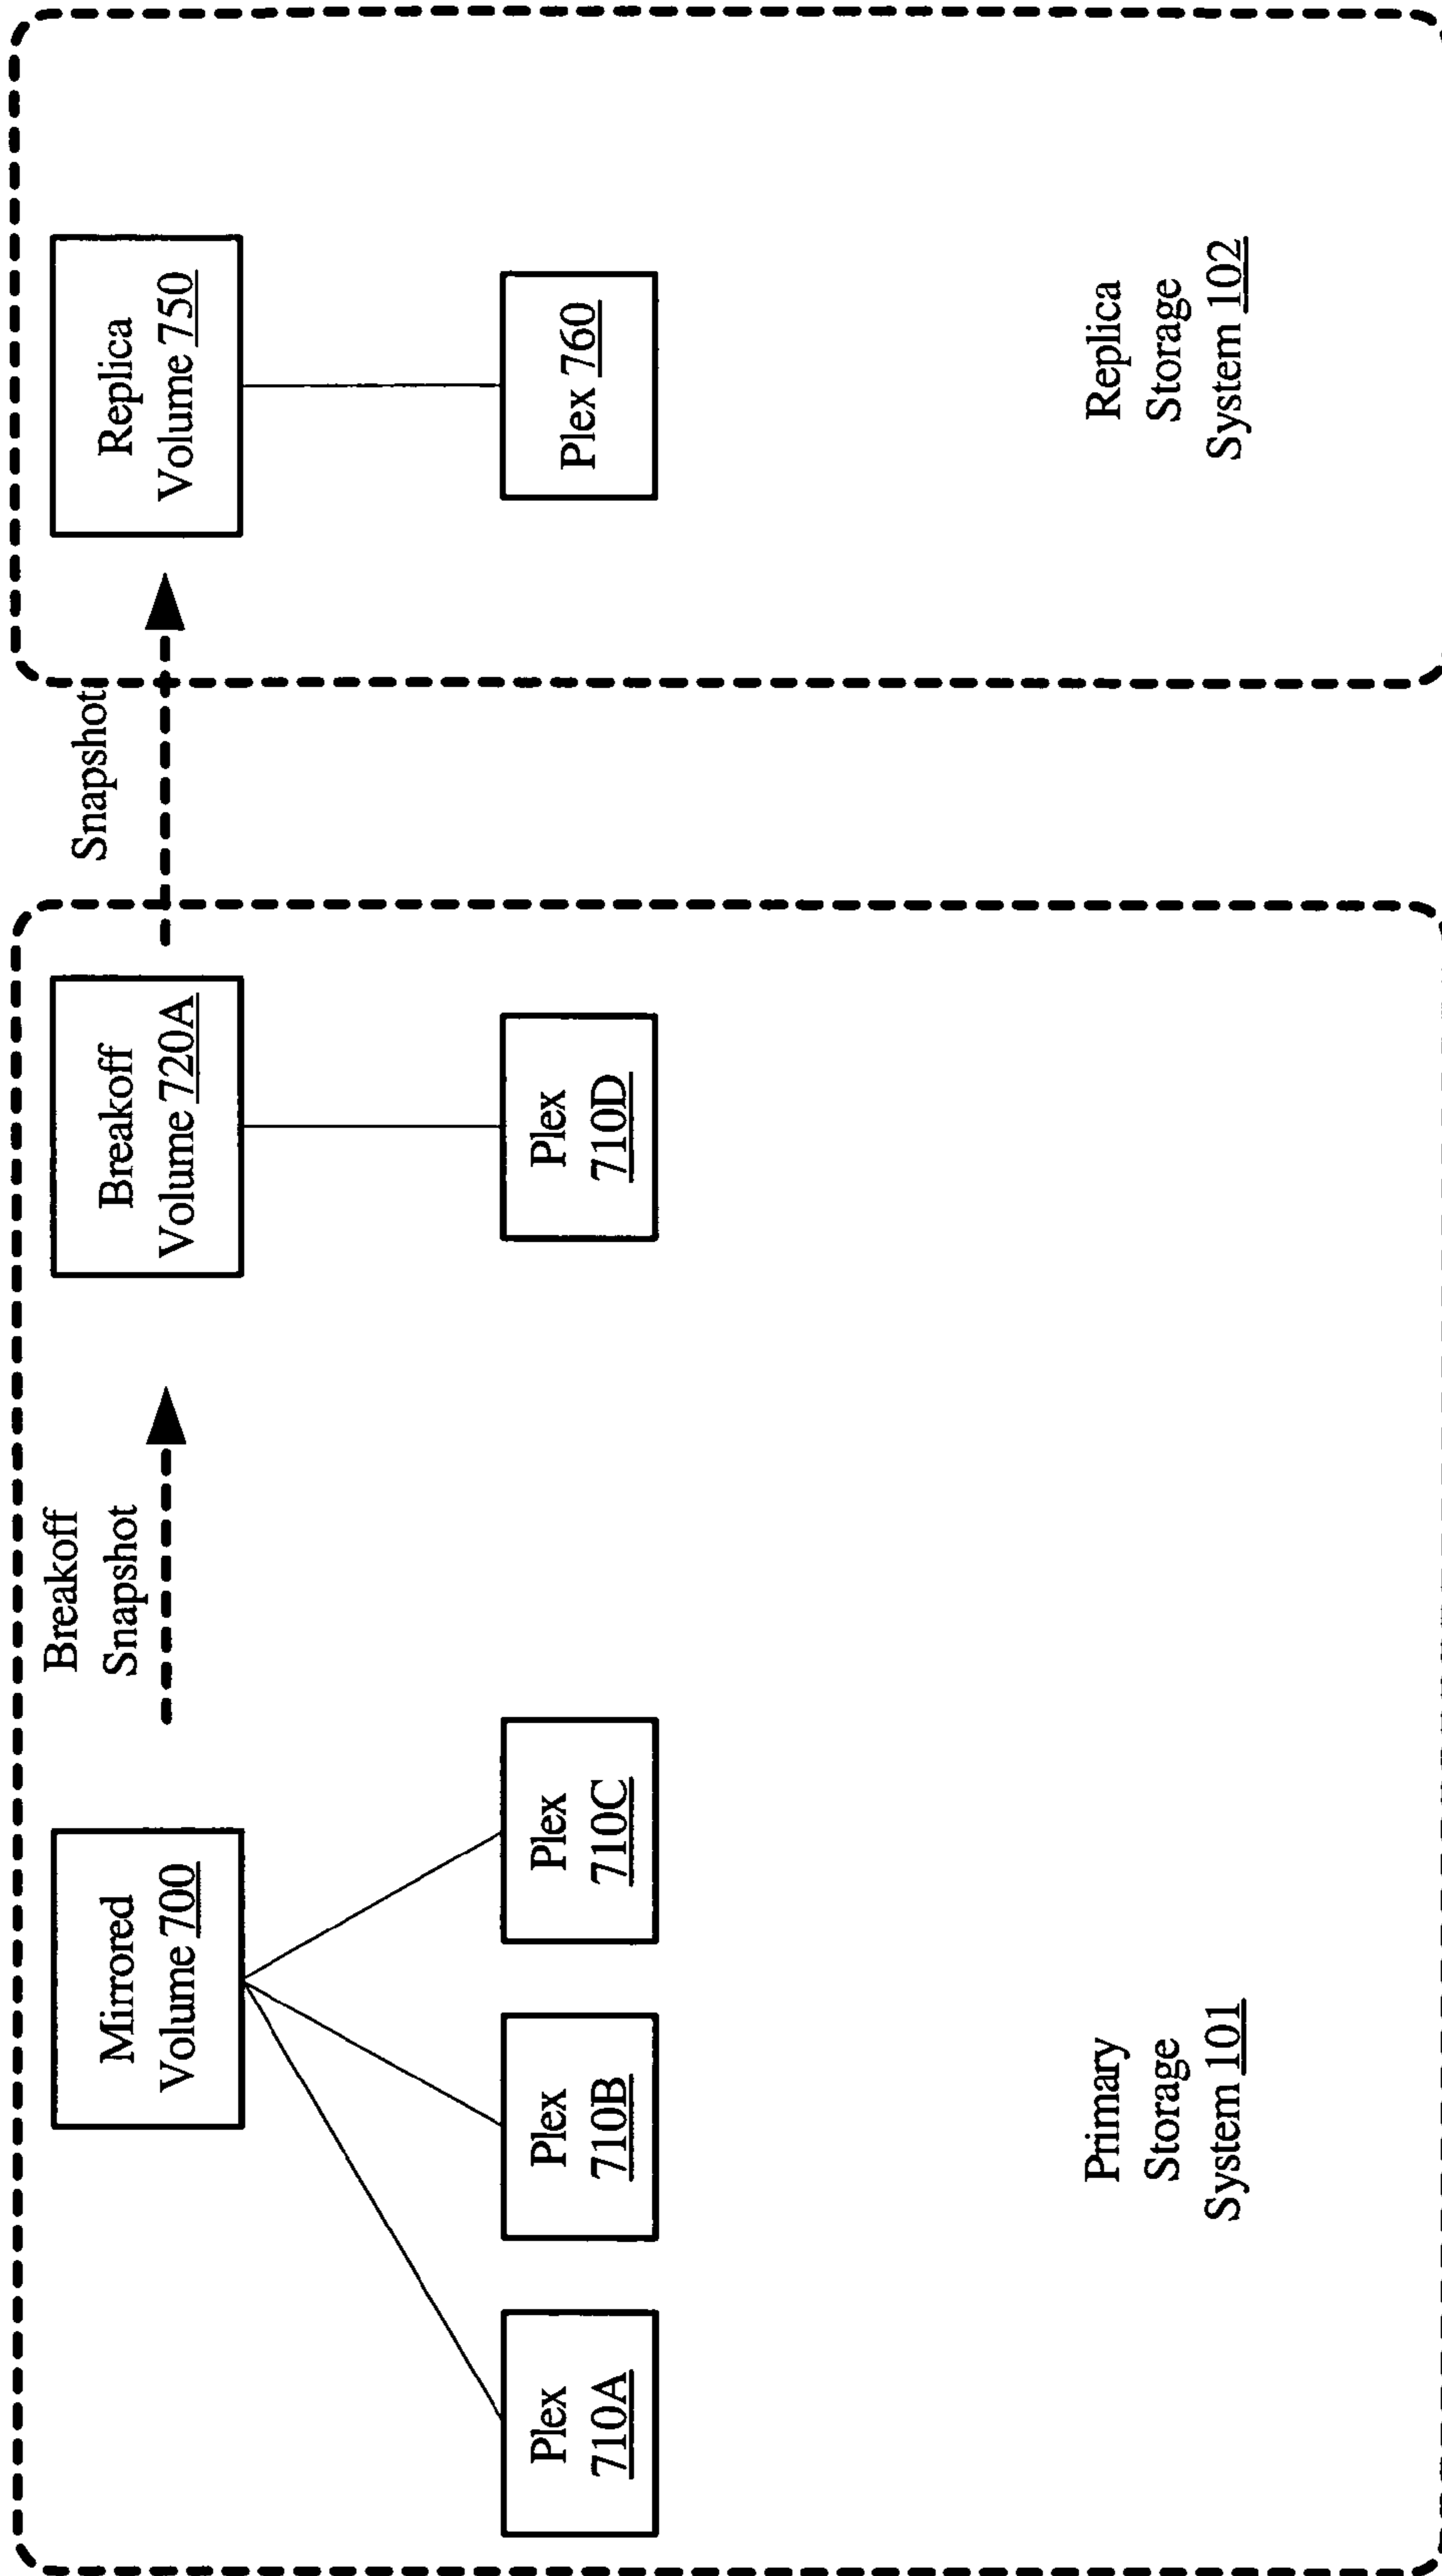 Mirrored
Volume 700
Breakoff
Snapshot
Breakoff
Volume 720A
Snapshot
Replica
Volume 750
Plex
710A
Plex
710B
Plex
710C
Plex
710D
Plex 760
Primary
Storage
System 101
Replica
Storage
System 102